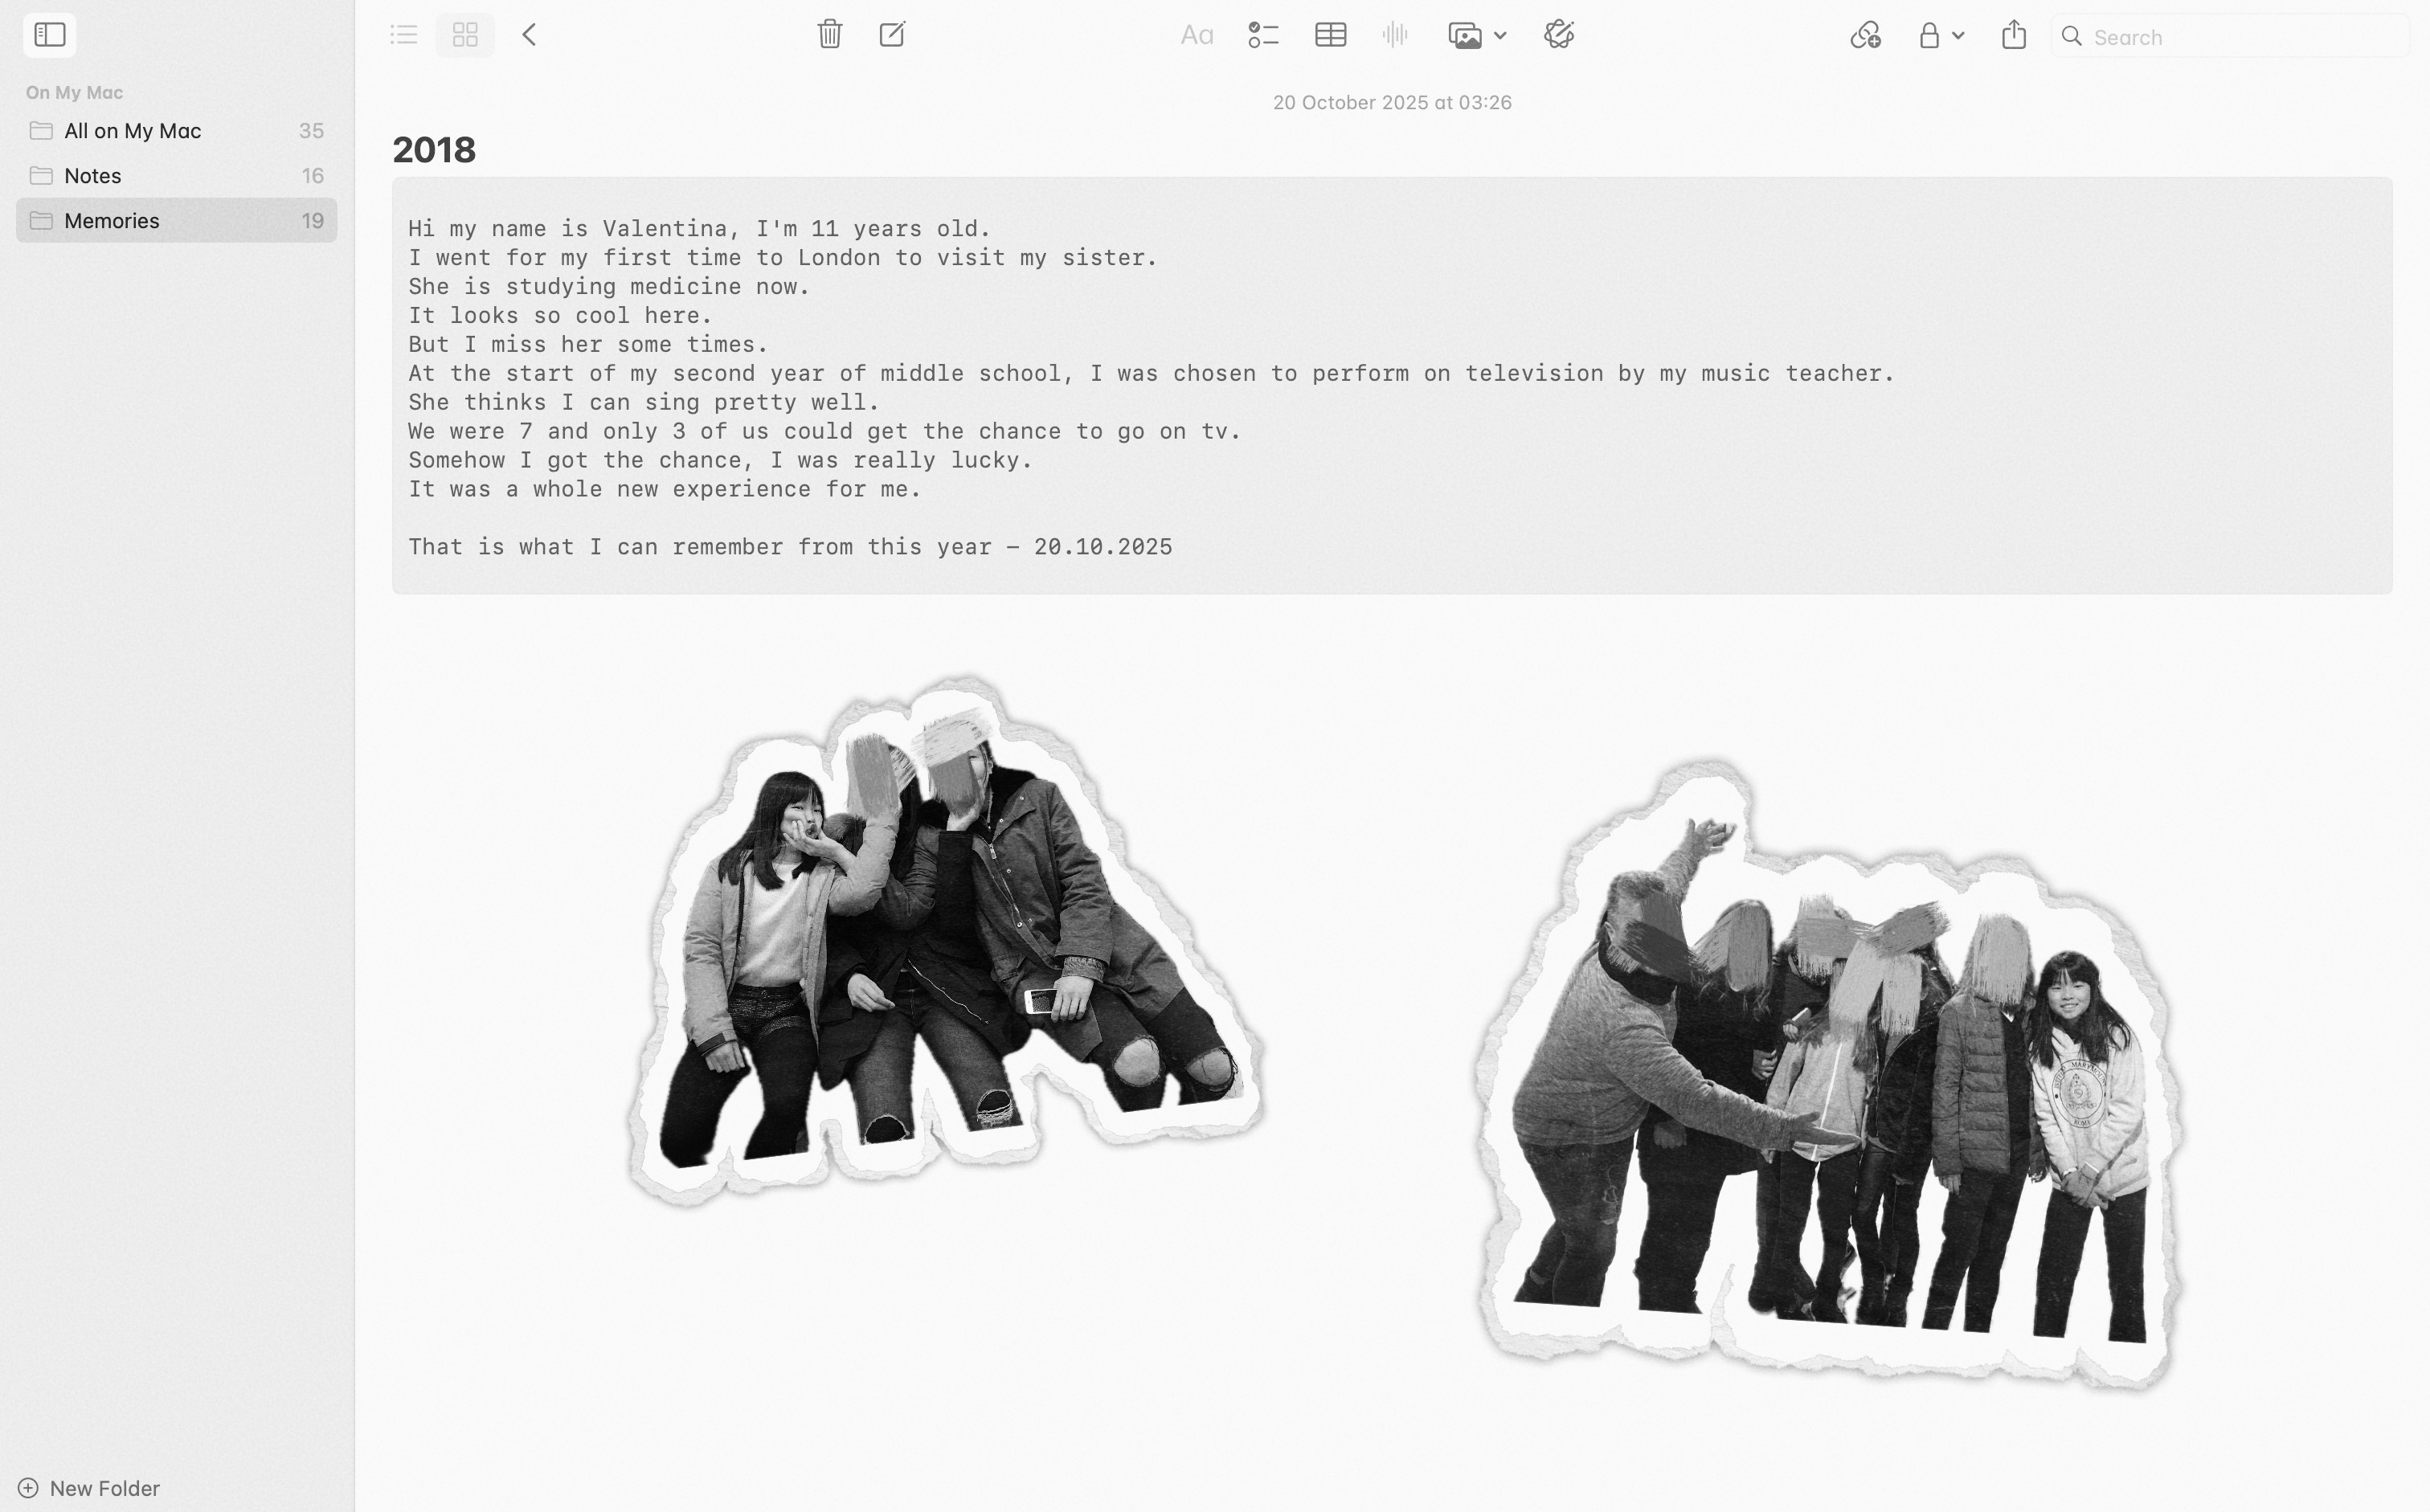 On My Mac
All on My Mac 35
Notes 16
Memories 19
New Folder
Aa
Search
20 October 2025 at 03:26
2018
Hi my name is Valentina, I'm 11 years old.
I went for my first time to London to visit my sister.
She is studying medicine now.
It looks so cool here.
But I miss her some times.
At the start of my second year of middle school, I was chosen to perform on television by my music teacher.
She thinks I can sing pretty well.
We were 7 and only 3 of us could get the chance to go on tv.
Somehow I got the chance, I was really lucky.
It was a whole new experience for me.
That is what I can remember from this year – 20.10.2025
ROMA